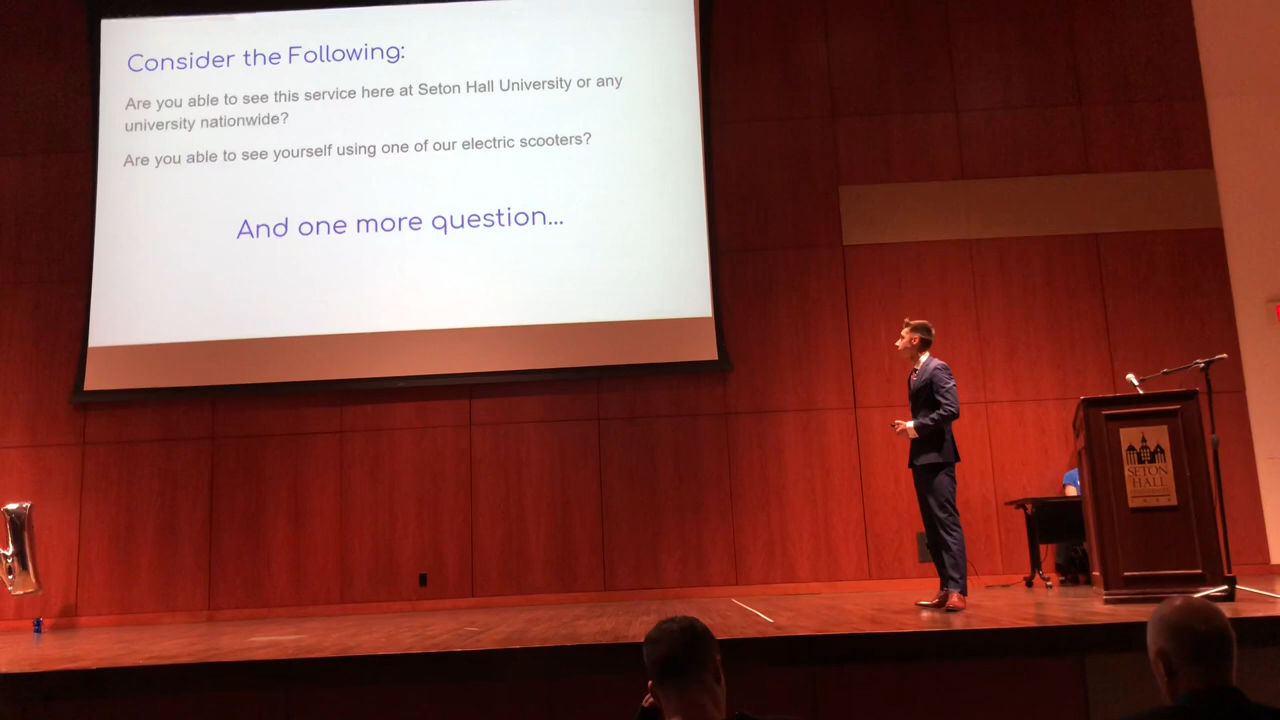 Consider the Following:
Are you able to see this service here at Seton Hall University or any
university nationwide?
Are you able to see yourself using one of our electric scooters?
And one more question...
SETON
HALL